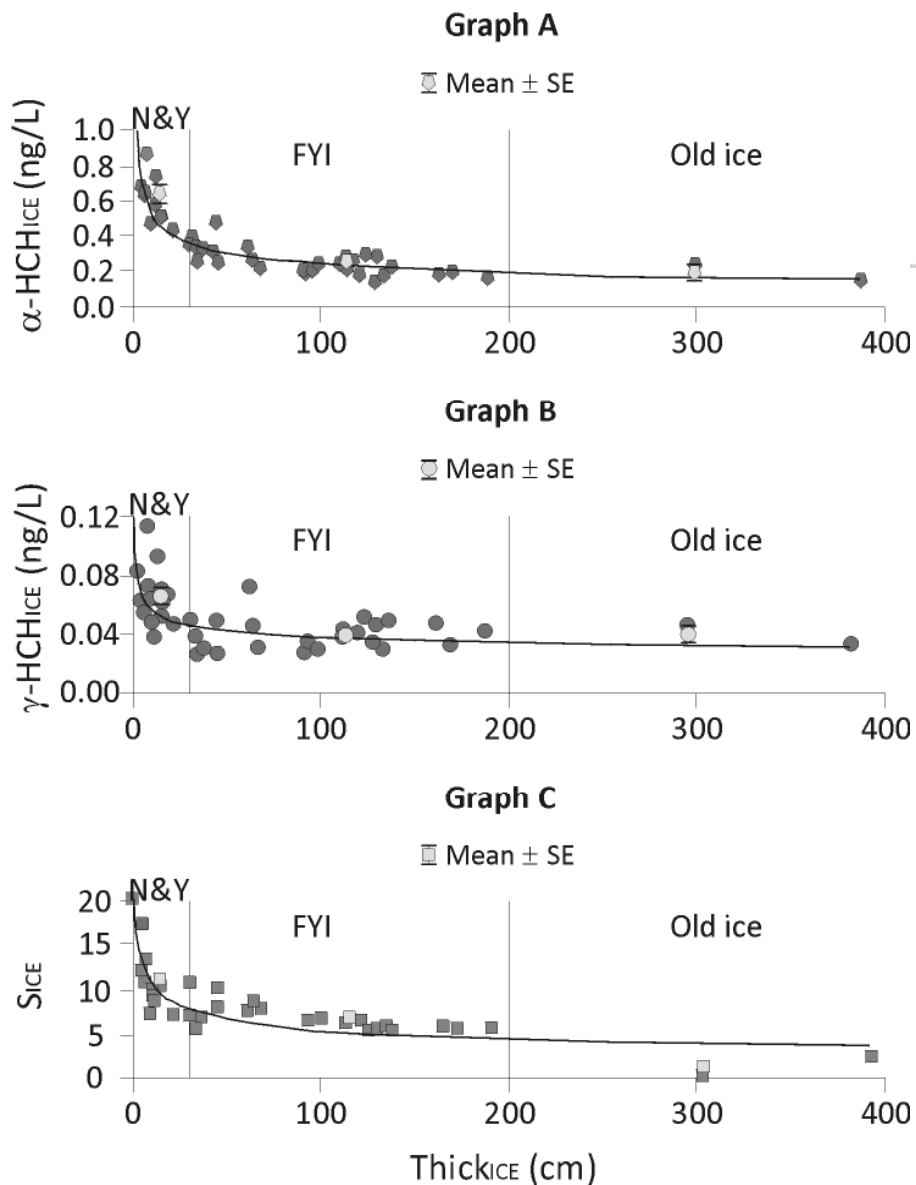 Graph A
Mean ± SE
N&Y
FYI
Old ice
α-HCHICE (ng/L)
1.0
0.8
0.6
0.4
0.2
0.0
0 100 200 300 400
Graph B
Mean ± SE
N&Y
FYI
Old ice
γ-HCHICE (ng/L)
0.12
0.08
0.04
0.00
0 100 200 300 400
Graph C
Mean ± SE
N&Y
FYI
Old ice
SICE
20
15
10
5
0
0 100 200 300 400
ThickICE (cm)